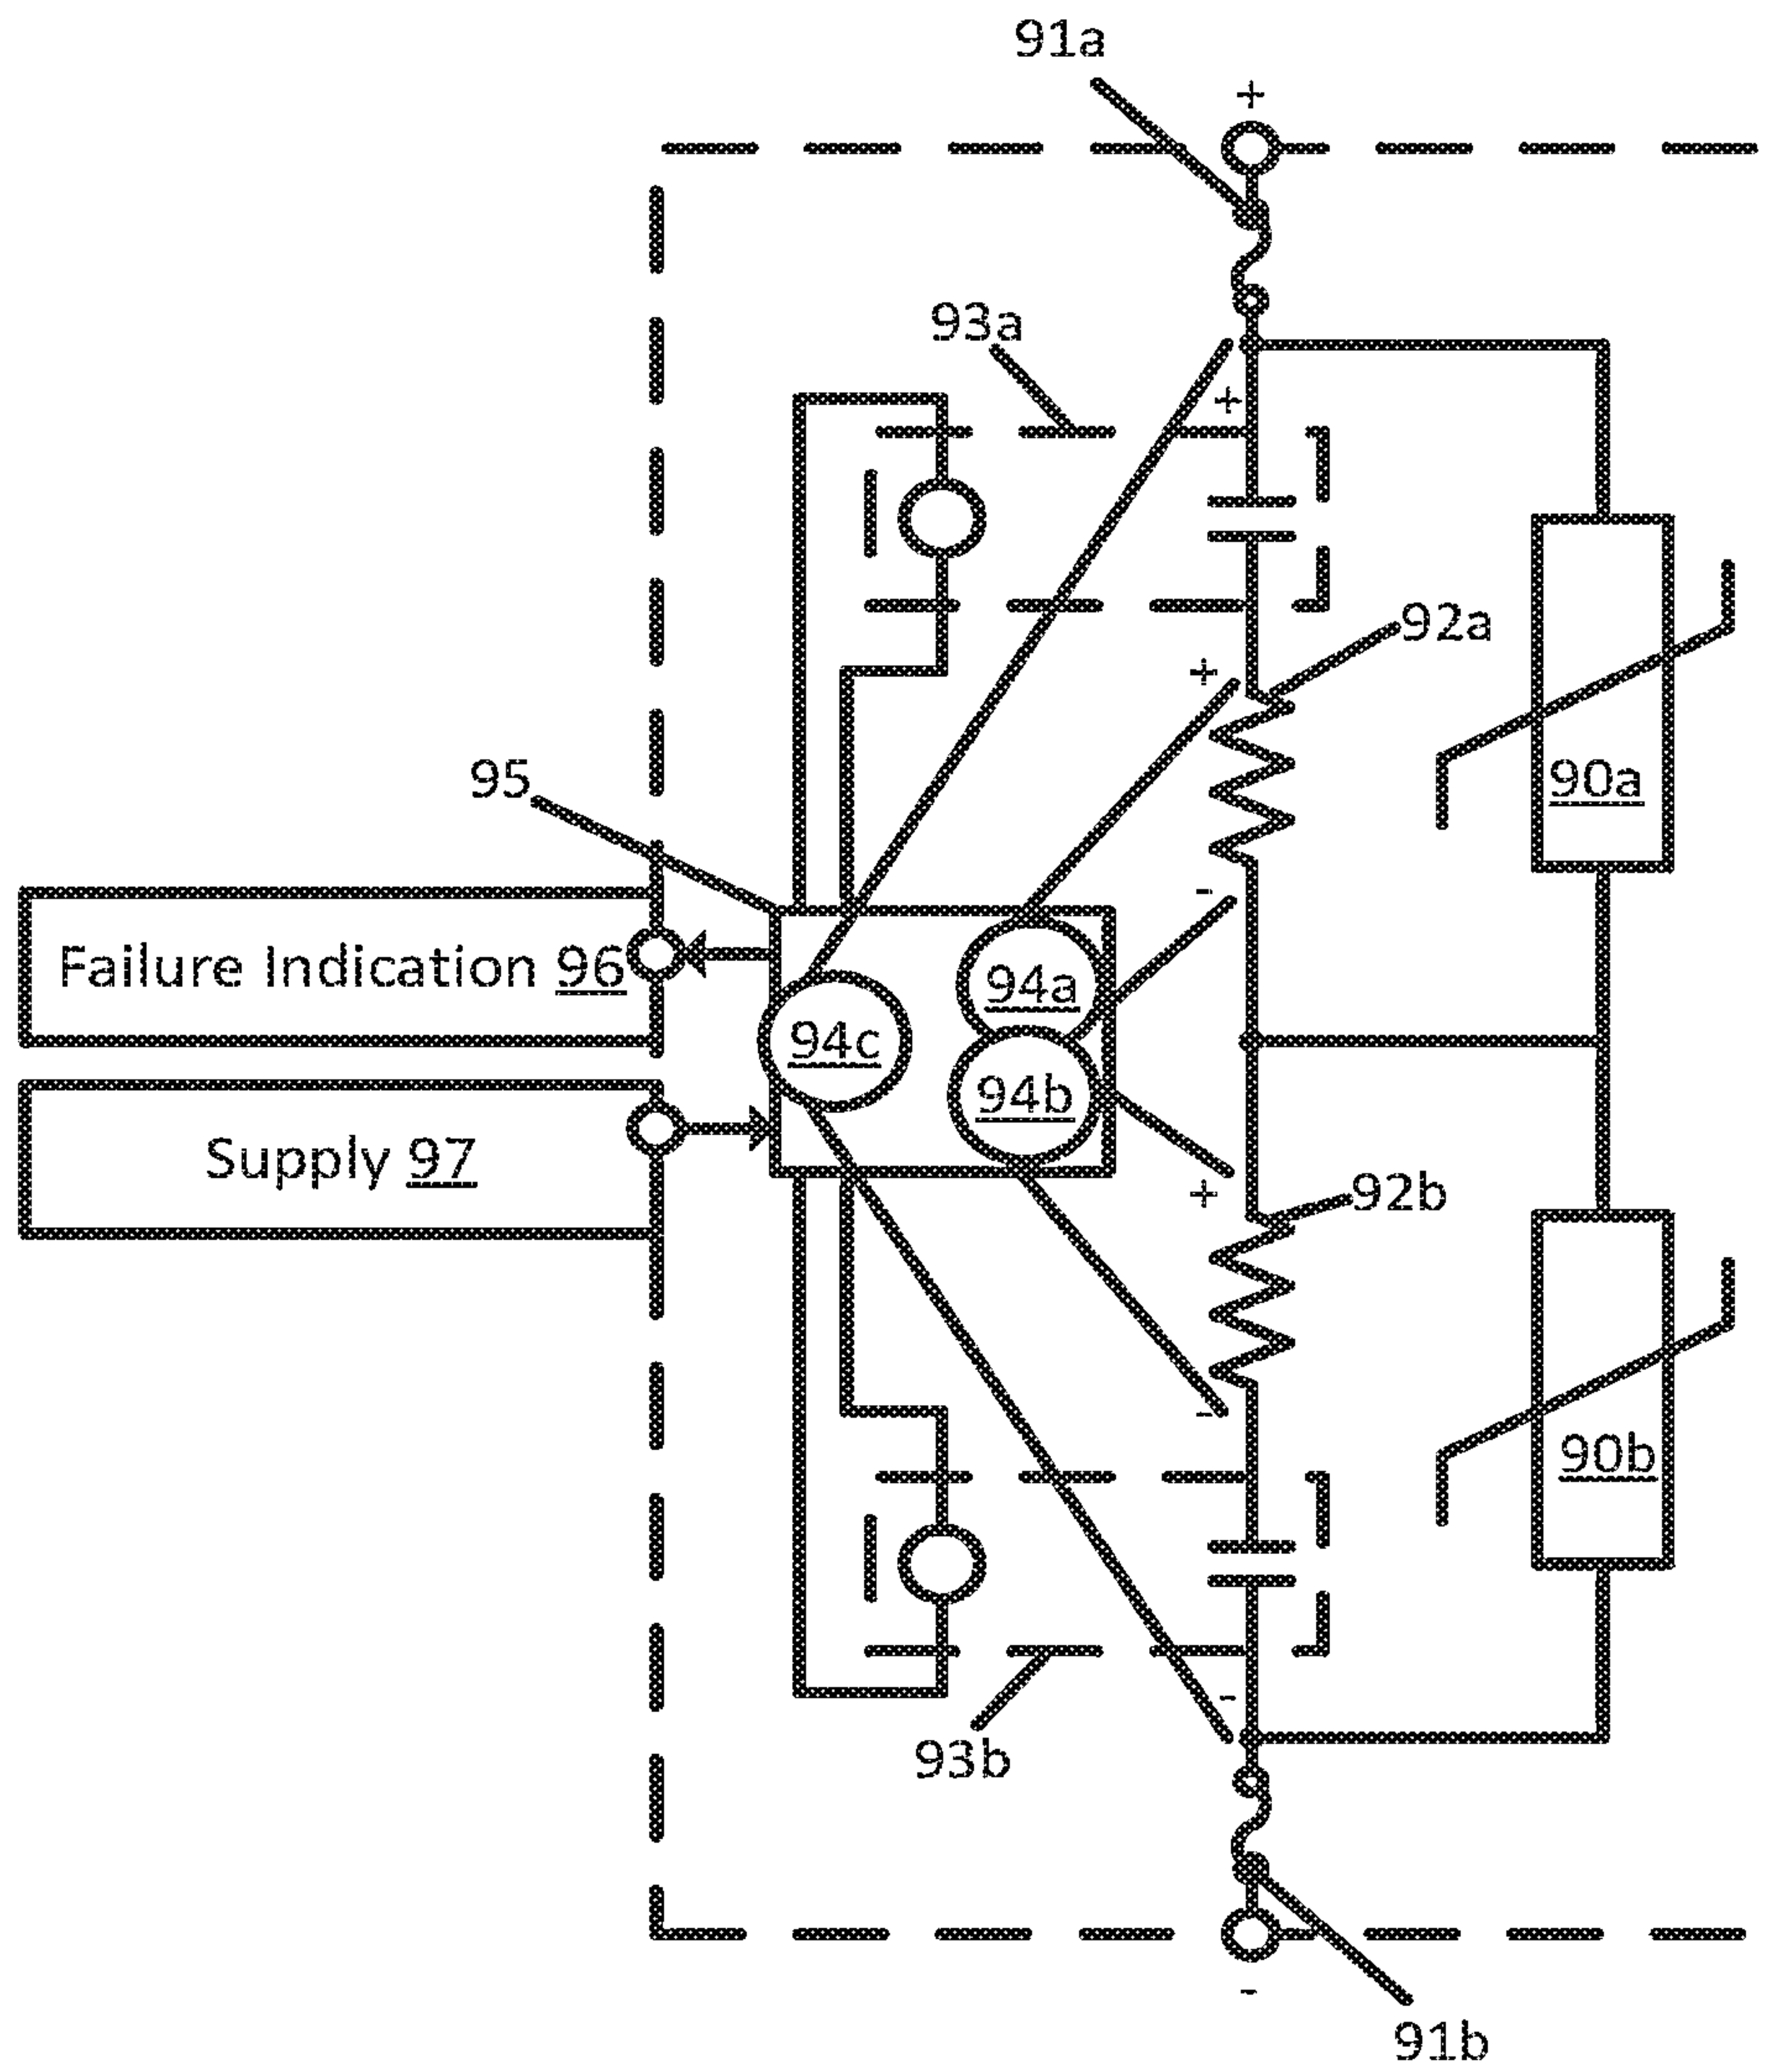 91a
+
93a
+
92a
+
90a
95
-
Failure Indication 96
94a
94c
94b
Supply 97
+
92b
-
90b
-
93b
-
91b